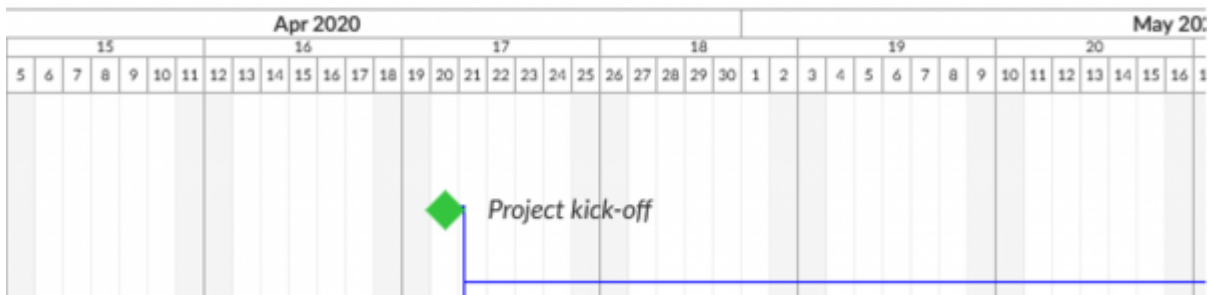 Apr 2020 May 202
15 16 17 18 19 20
5 6 7 8 9 10 11 12 13 14 15 16 17 18 19 20 21 22 23 24 25 26 27 28 29 30 1 2 3 4 5 6 7 8 9 10 11 12 13 14 15 16 1
Project kick-off